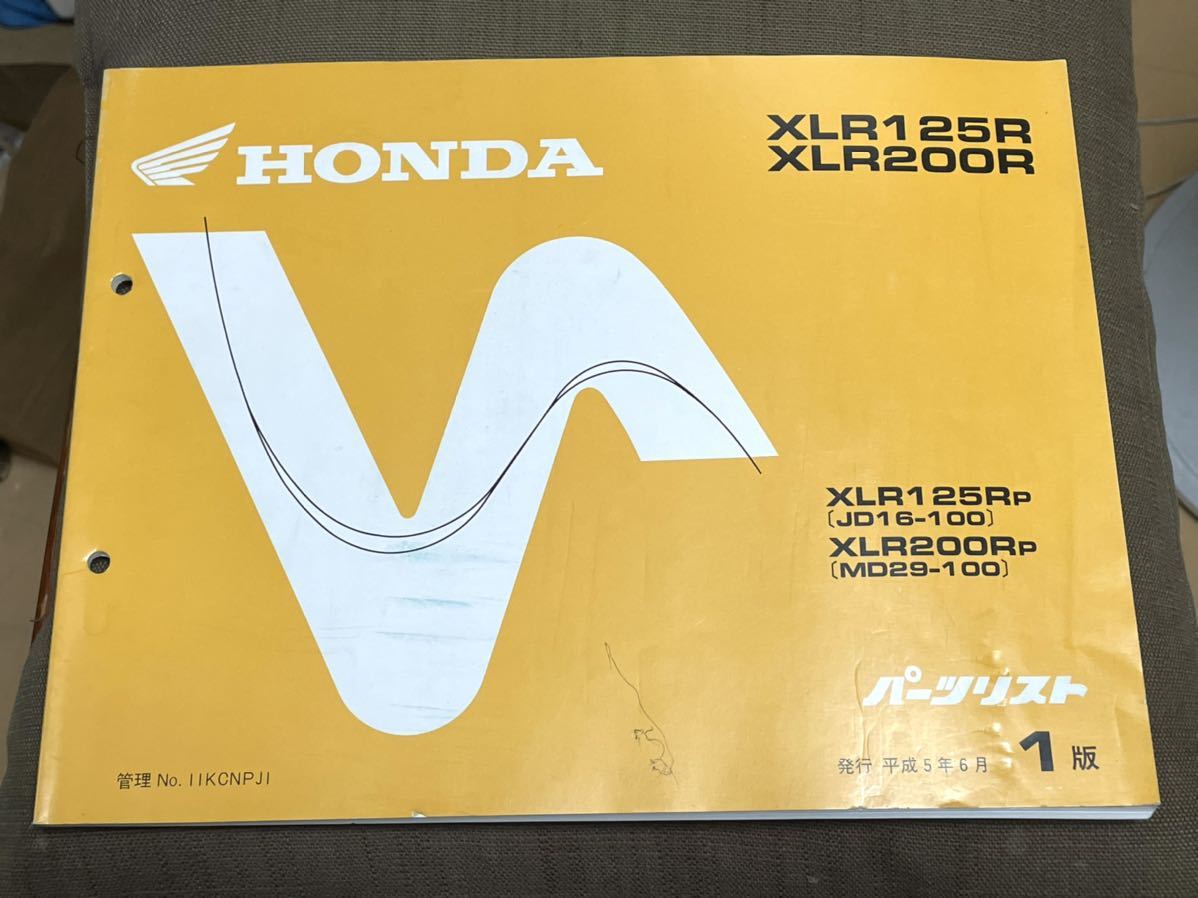 HONDA
XLR125R
XLR200R
XLR125RP
〔JD16-100〕
XLR200RP
〔MD29-100〕
パーツリスト
発行 平成5年6月 1版
管理 No. 11KCNPJ1